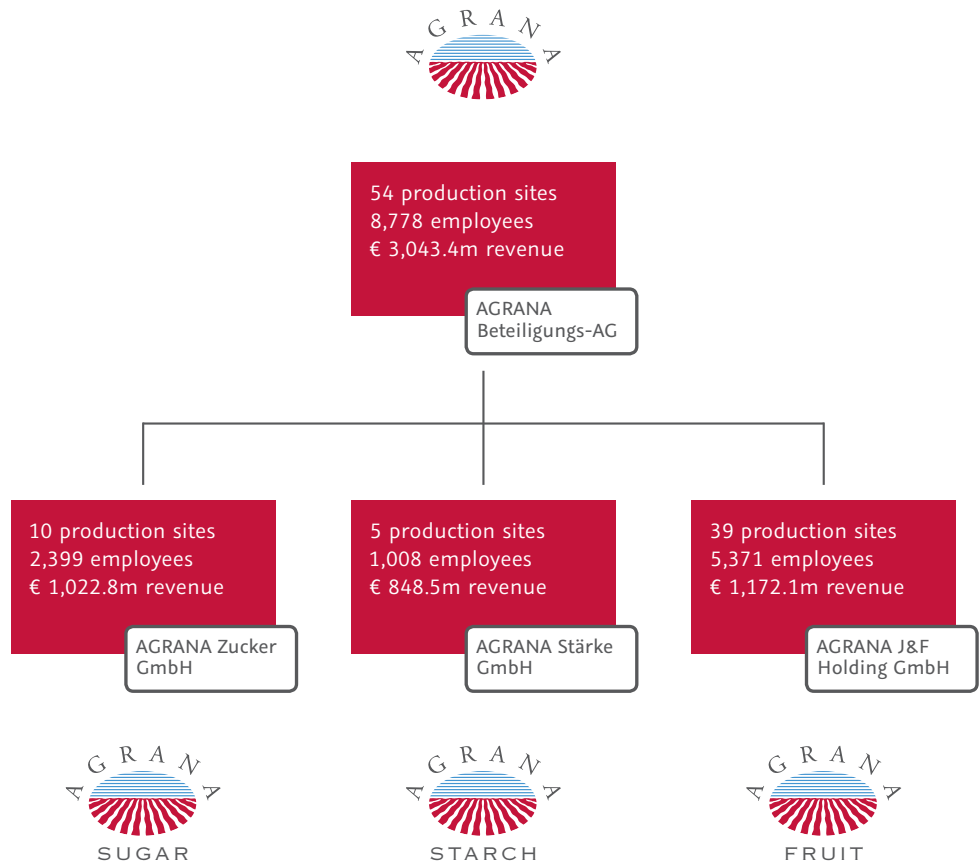 AGRANA
54 production sites
8,778 employees
€ 3,043.4m revenue
AGRANA
Beteiligungs-AG
10 production sites
2,399 employees
€ 1,022.8m revenue
AGRANA Zucker
GmbH
5 production sites
1,008 employees
€ 848.5m revenue
AGRANA Stärke
GmbH
39 production sites
5,371 employees
€ 1,172.1m revenue
AGRANA J&F
Holding GmbH
AGRANA
SUGAR
AGRANA
STARCH
AGRANA
FRUIT